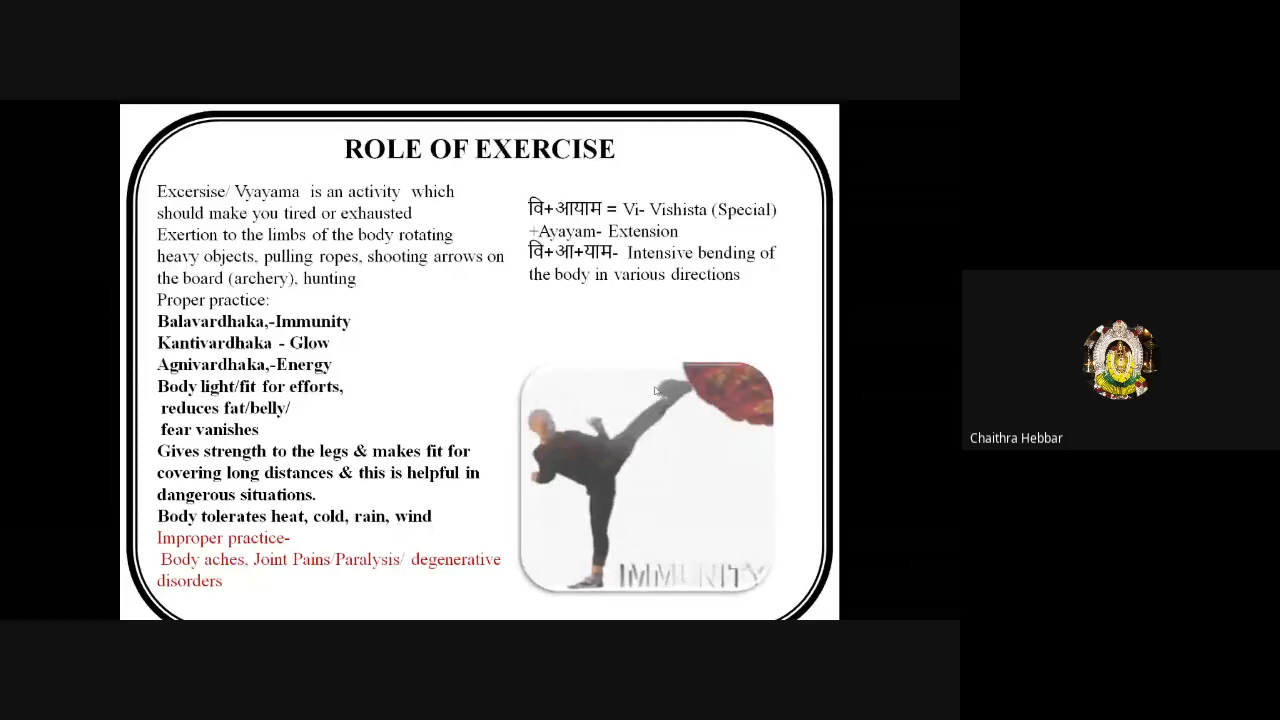 ROLE OF EXERCISE
Excersise/ Vyayama is an activity which
should make you tired or exhausted
Exertion to the limbs of the body rotating
heavy objects, pulling ropes, shooting arrows on
the board (archery), hunting
Proper practice:
Balavardhaka,-Immunity
Kantivardhaka - Glow
Agnivardhaka,-Energy
Body light/fit for efforts,
reduces fat/belly/
fear vanishes
Gives strength to the legs & makes fit for
covering long distances & this is helpful in
dangerous situations.
Body tolerates heat, cold, rain, wind
Improper practice-
Body aches, Joint Pains/Paralysis/ degenerative
disorders
वि+आयाम = Vi- Vishista (Special)
+Ayayam- Extension
वि+आ+याम- Intensive bending of
the body in various directions
IMMUNITY
Chaithra Hebbar